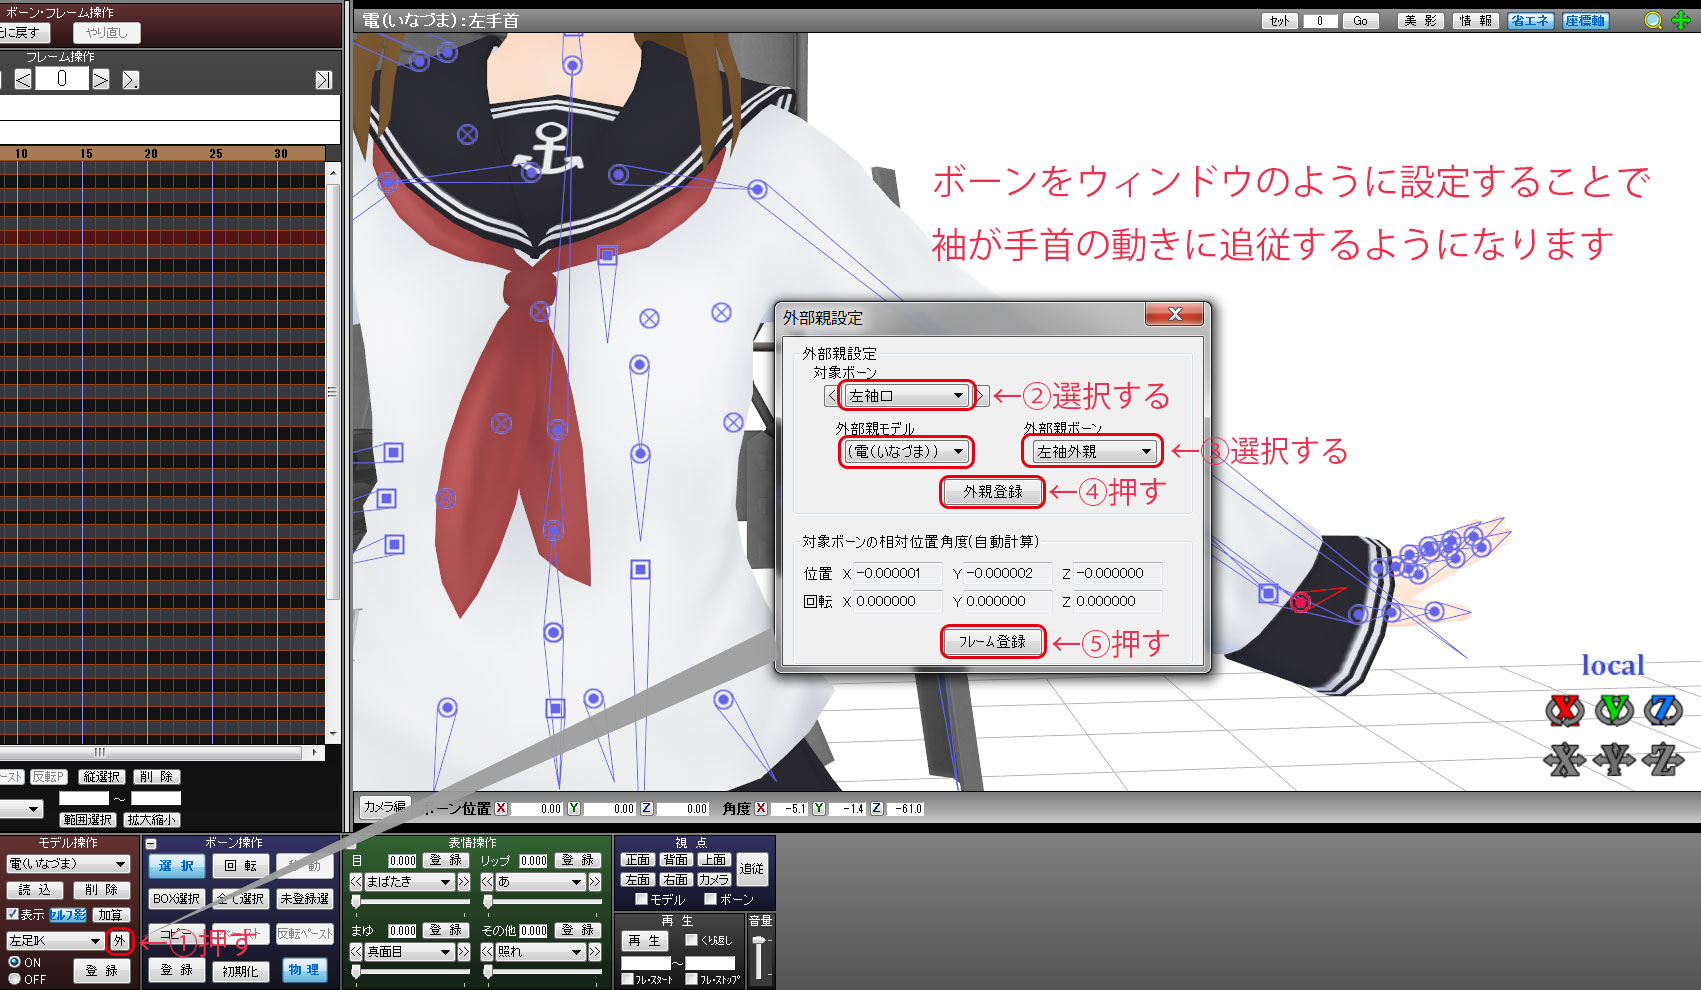 ボーン・フレーム操作
に戻す やり直し
フレーム操作
< 0 > >. >|
10 15 20 25 30
電(いなづま):左手首
セット 0 Go 美 影 情 報 省エネ 座標軸
ボーンをウィンドウのように設定することで
袖が手首の動きに追従するようになります
外部親設定 X
外部親設定
対象ボーン
< 左袖口 > ←②選択する
外部親モデル 外部親ボーン
(電(いなづま)) 左袖外親 ←③選択する
外親登録 ←④押す
対象ボーンの相対位置角度(自動計算)
位置 X -0.000001 Y -0.000002 Z -0.000000
回転 X 0.000000 Y 0.000000 Z 0.000000
フレーム登録 ←⑤押す
local
X Y Z
X Y Z
ースト 反転P 縦選択 削 除
~
範囲選択 拡大縮小
カメラ編 ボーン位置 X 0.00 Y 0.00 Z 0.00 角度 X -5.1 Y -1.4 Z -61.0
モデル操作
電(いなづま)
読 込 削 除
表示 セルフ影 加算
左足IK 外 ←①押す
ON
OFF
登 録
ボーン操作
選 択 回 転 移 動
BOX選択 全て選択 未登録選
コピー ペースト 反転ペースト
登 録 初期化 物 理
表情操作
目 0.000 登 録 リップ 0.000 登 録
<< まばたき >> << あ >>
まゆ 0.000 登 録 その他 0.000 登 録
<< 真面目 >> << 照れ >>
視 点
正面 背面 上面 追従
左面 右面 カメラ
モデル ボーン
再 生 音量
再 生 くり返し
~
フレ・スタート フレ・ストップ